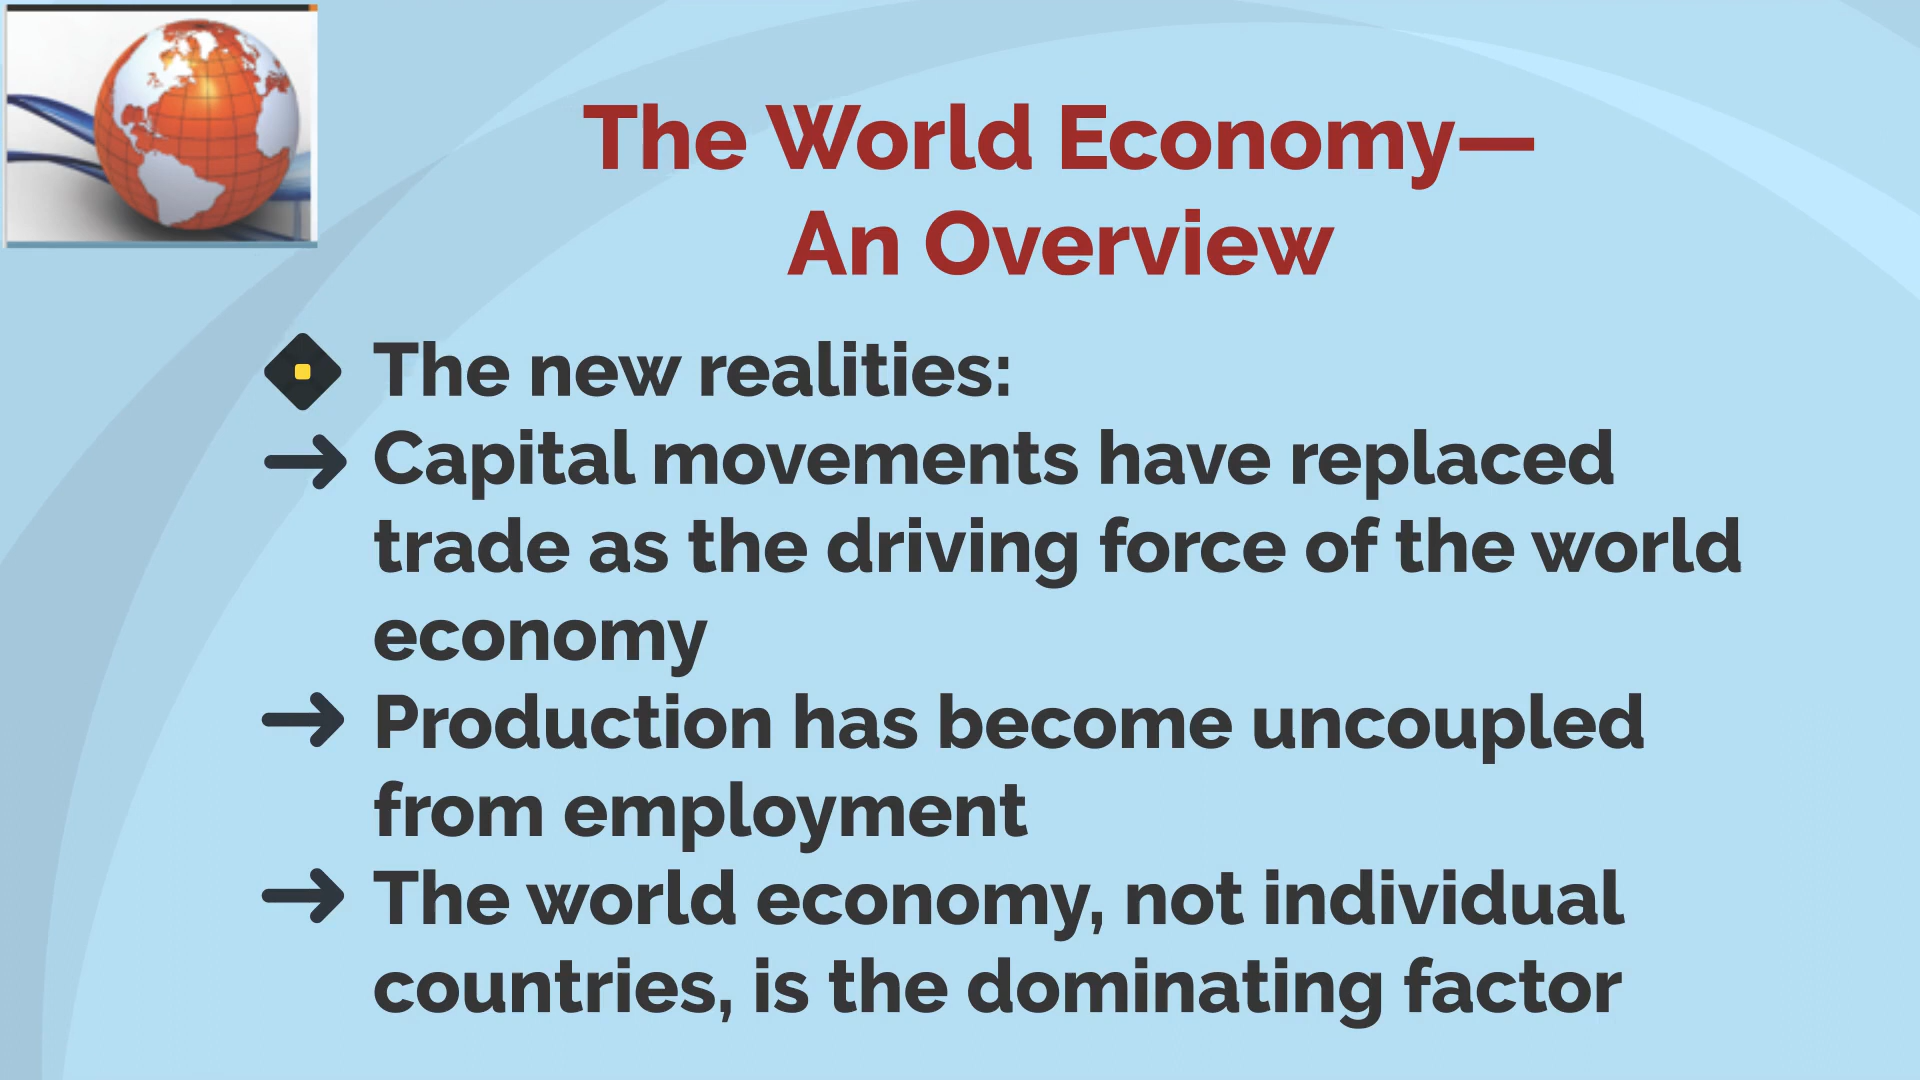 The World Economy—
An Overview
The new realities:
Capital movements have replaced
trade as the driving force of the world
economy
Production has become uncoupled
from employment
The world economy, not individual
countries, is the dominating factor